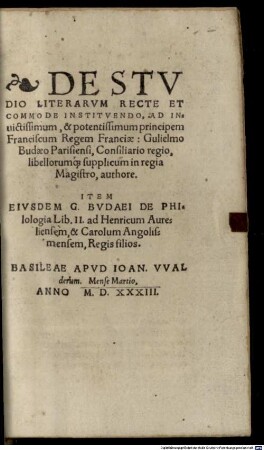 DE STV
DIO LITERARVM RECTE ET
COMMODE INSTITVENDO, AD IN/
uictissimum, & potentissimum principem
Franciscum Regem Franciæ: Gulielmo
Budæo Parisiensi, Consiliario regio,
libellorumq; supplicum in regia
Magistro, authore.
ITEM
EIVSDEM G. BVDAEI DE PHI/
lologia Lib. II. ad Henricum Aure/
liensem, & Carolum Angolis/
mensem, Regis filios.
BASILEAE APVD IOAN. VVAL
derum. Mense Martio,
ANNO M. D. XXXIII.